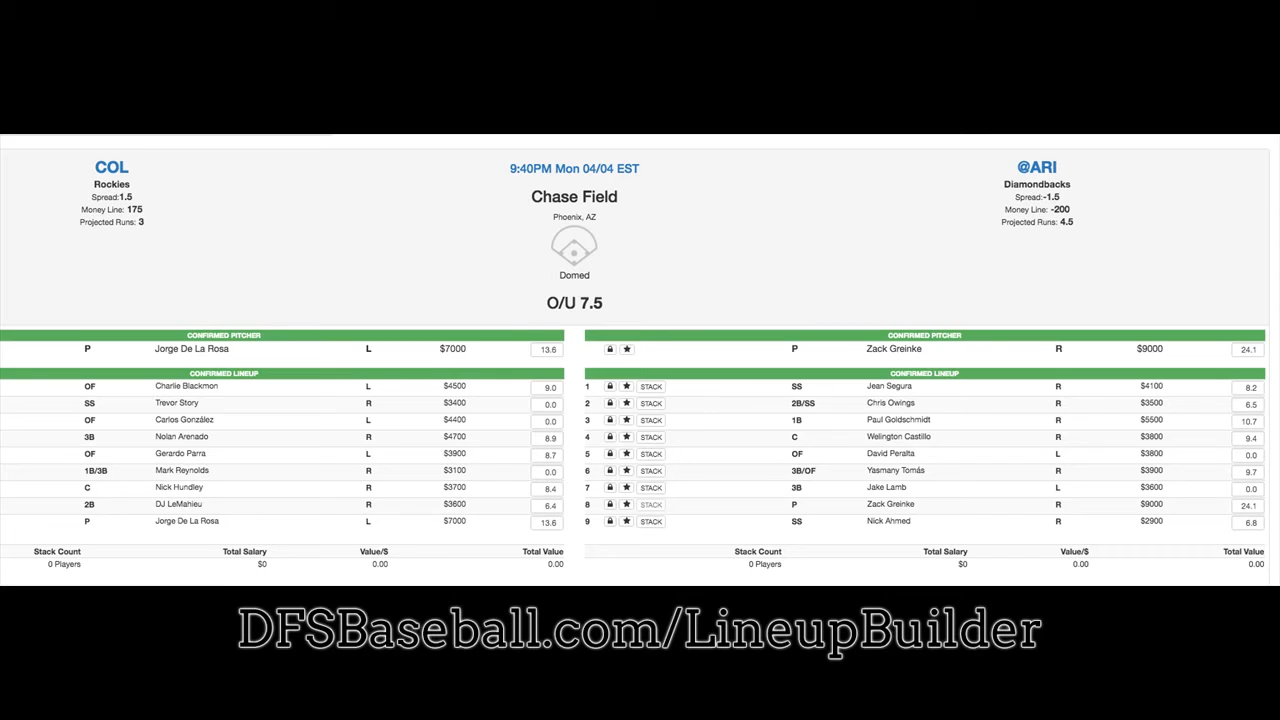 COL
Rockies
Spread:1.5
Money Line: 175
Projected Runs: 3
9:40PM Mon 04/04 EST
Chase Field
Phoenix, AZ
Domed
O/U 7.5
@ARI
Diamondbacks
Spread:-1.5
Money Line: -200
Projected Runs: 4.5
CONFIRMED PITCHER
P Jorge De La Rosa L $7000 13.6
CONFIRMED LINEUP
OF Charlie Blackmon L $4500 9.0
SS Trevor Story R $3400 0.0
OF Carlos González L $4400 0.0
3B Nolan Arenado R $4700 8.9
OF Gerardo Parra L $3900 8.7
1B/3B Mark Reynolds R $3100 0.0
C Nick Hundley R $3700 8.4
2B DJ LeMahieu R $3600 6.4
P Jorge De La Rosa L $7000 13.6
Stack Count Total Salary Value/$ Total Value
0 Players $0 0.00 0.00
CONFIRMED PITCHER
P Zack Greinke R $9000 24.1
CONFIRMED LINEUP
1 STACK SS Jean Segura R $4100 8.2
2 STACK 2B/SS Chris Owings R $3500 6.5
3 STACK 1B Paul Goldschmidt R $5500 10.7
4 STACK C Welington Castillo R $3800 9.4
5 STACK OF David Peralta L $3800 0.0
6 STACK 3B/OF Yasmany Tomás R $3900 9.7
7 STACK 3B Jake Lamb L $3600 0.0
8 STACK P Zack Greinke R $9000 24.1
9 STACK SS Nick Ahmed R $2900 6.8
Stack Count Total Salary Value/$ Total Value
0 Players $0 0.00 0.00
DFSBaseball.com/LineupBuilder